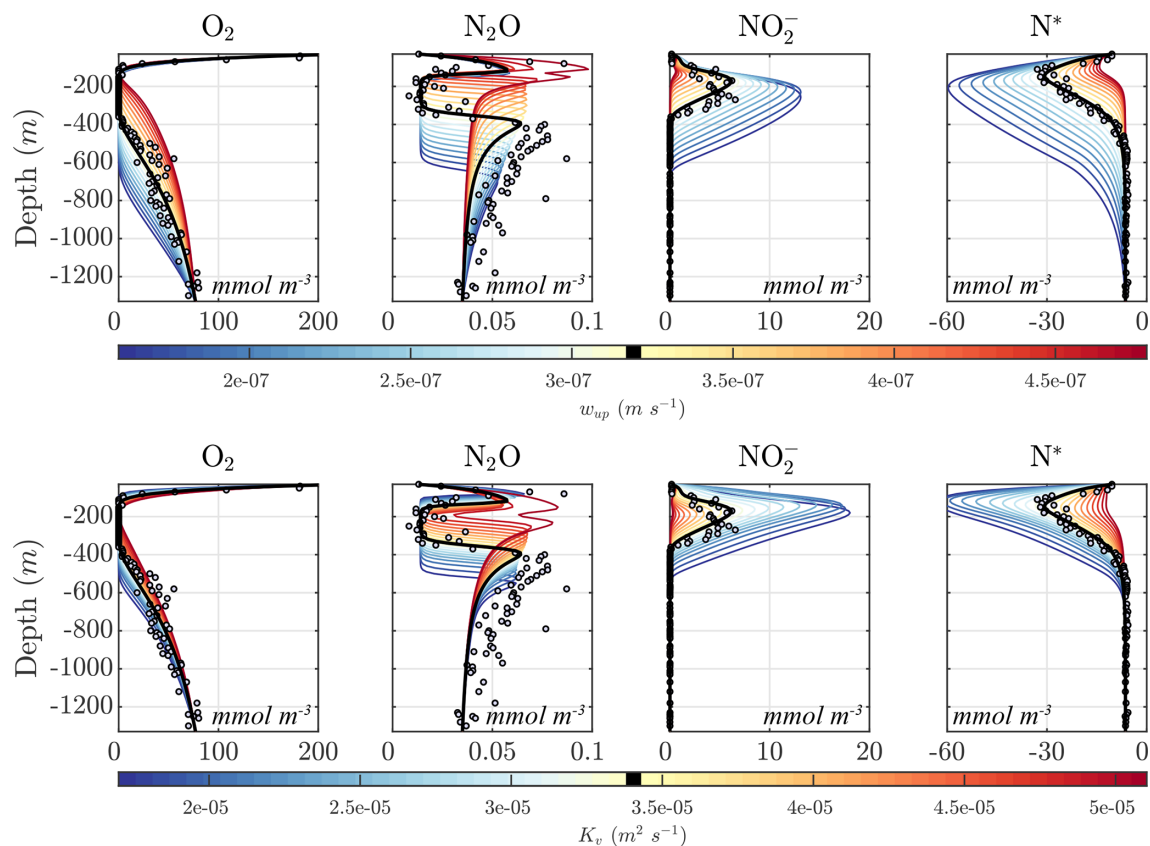 O₂ N₂O NO₂⁻ N*
Depth (m)
-200
-400
-600
-800
-1000
-1200
mmol m⁻³ mmol m⁻³ mmol m⁻³ mmol m⁻³
0 100 200 0 0.05 0.1 0 10 20 -60 -30 0
2e-07 2.5e-07 3e-07 3.5e-07 4e-07 4.5e-07
w_up (m s⁻¹)
O₂ N₂O NO₂⁻ N*
Depth (m)
-200
-400
-600
-800
-1000
-1200
mmol m⁻³ mmol m⁻³ mmol m⁻³ mmol m⁻³
0 100 200 0 0.05 0.1 0 10 20 -60 -30 0
2e-05 2.5e-05 3e-05 3.5e-05 4e-05 4.5e-05 5e-05
K_v (m² s⁻¹)